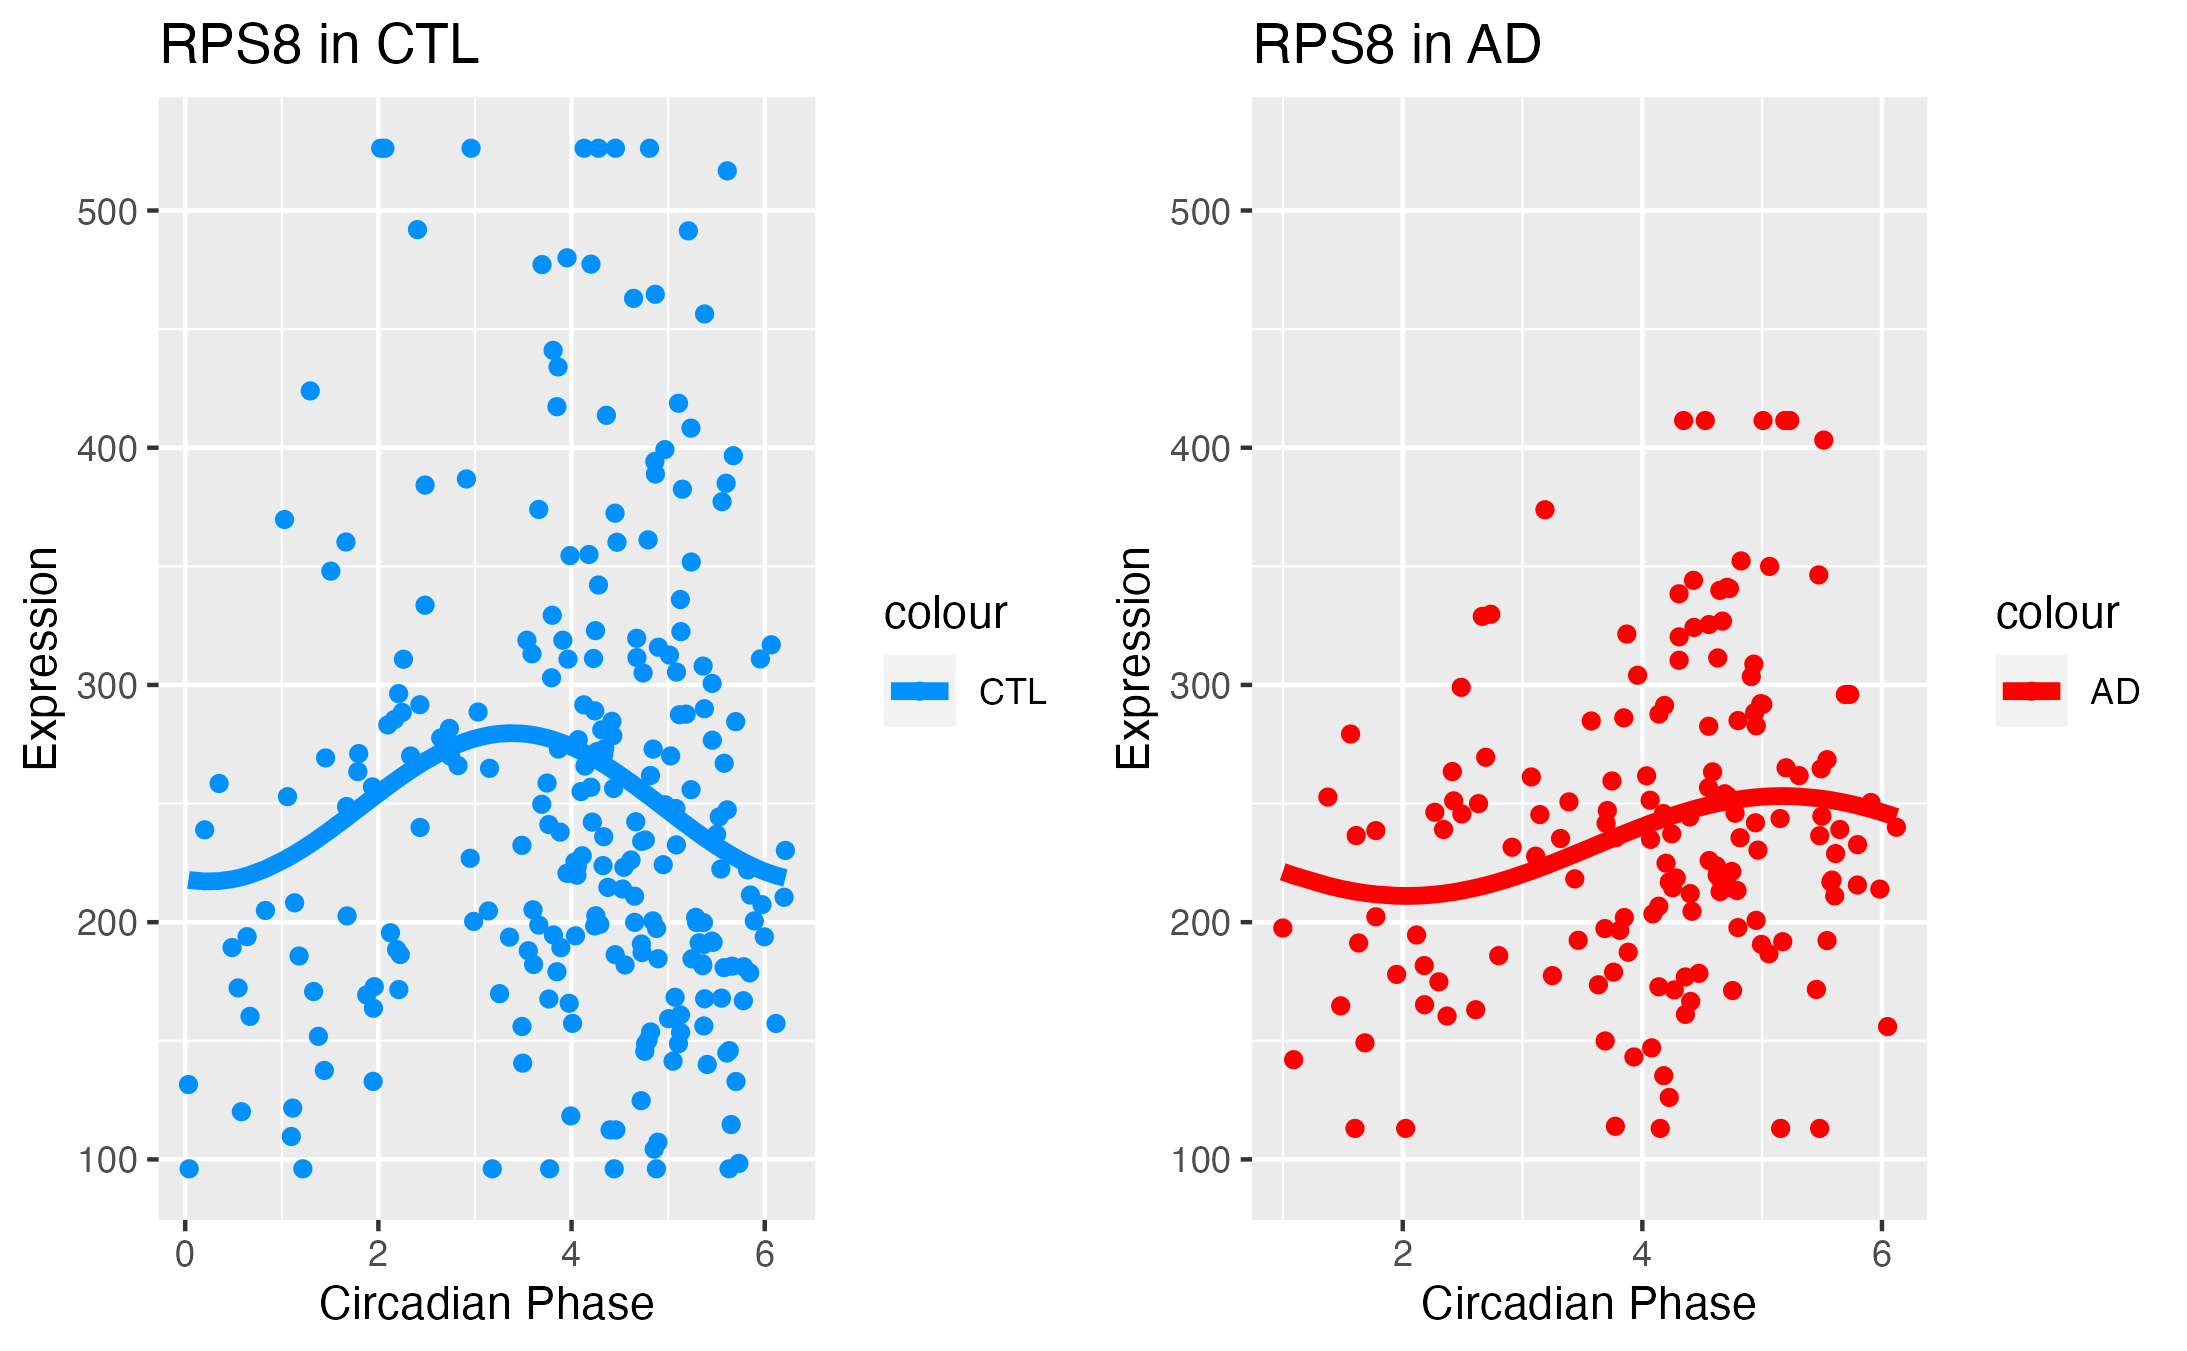 RPS8 in CTL
Expression
500
400
300
200
100
0 2 4 6
Circadian Phase
colour
CTL
RPS8 in AD
Expression
500
400
300
200
100
2 4 6
Circadian Phase
colour
AD